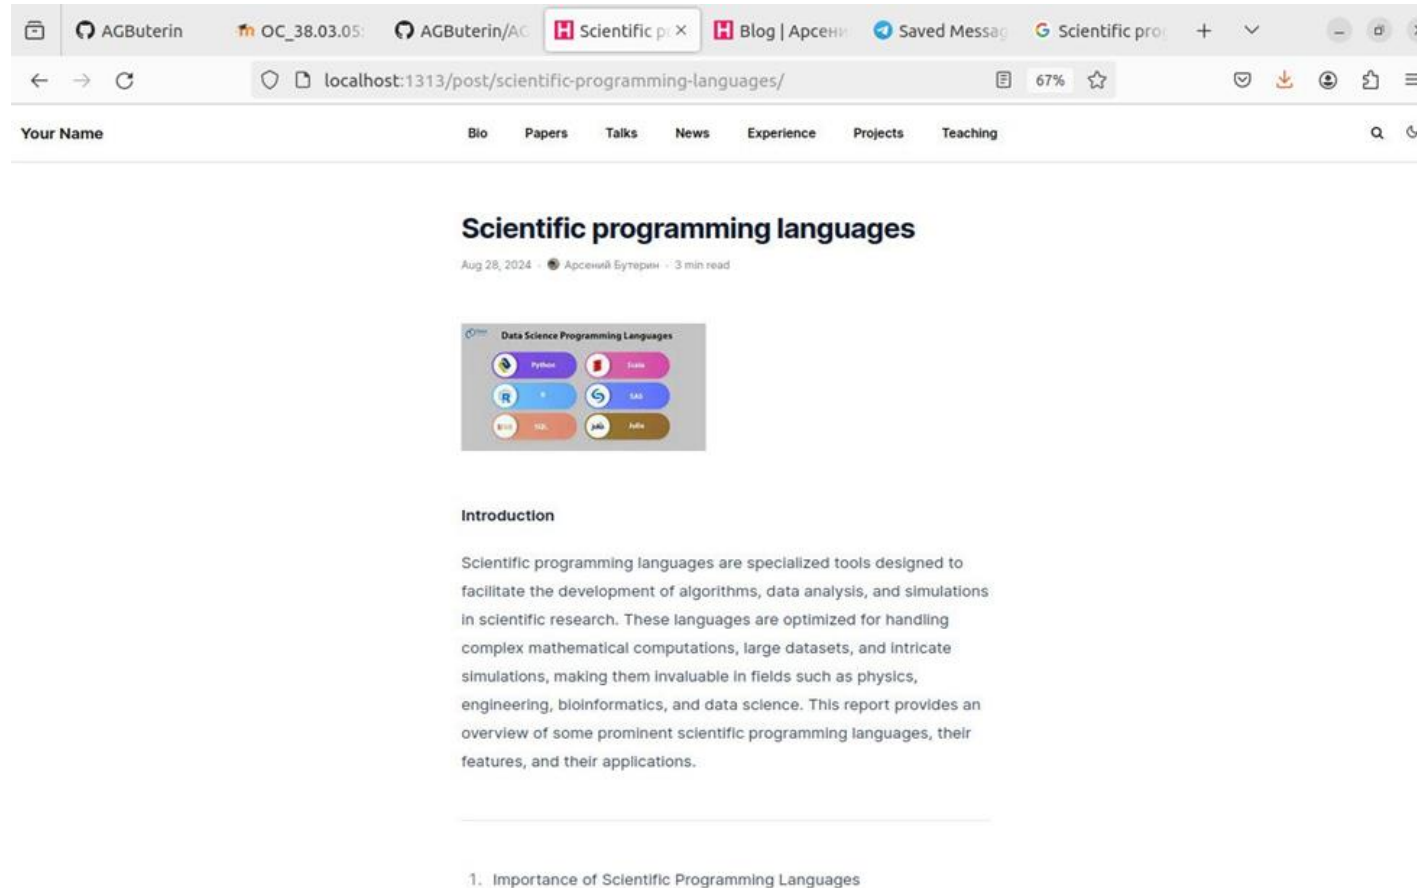 AGButerin
OC_38.03.05:
AGButerin/AG
Scientific pr
Blog | Арсени
Saved Messag
Scientific prog
localhost:1313/post/scientific-programming-languages/
67%
Your Name
Bio Papers Talks News Experience Projects Teaching
Scientific programming languages
Aug 28, 2024 · Арсений Бутерин · 3 min read
Data Science Programming Languages
Python Scala
R R SAS
SQL Julia
Introduction
Scientific programming languages are specialized tools designed to
facilitate the development of algorithms, data analysis, and simulations
in scientific research. These languages are optimized for handling
complex mathematical computations, large datasets, and intricate
simulations, making them invaluable in fields such as physics,
engineering, bioinformatics, and data science. This report provides an
overview of some prominent scientific programming languages, their
features, and their applications.
1. Importance of Scientific Programming Languages